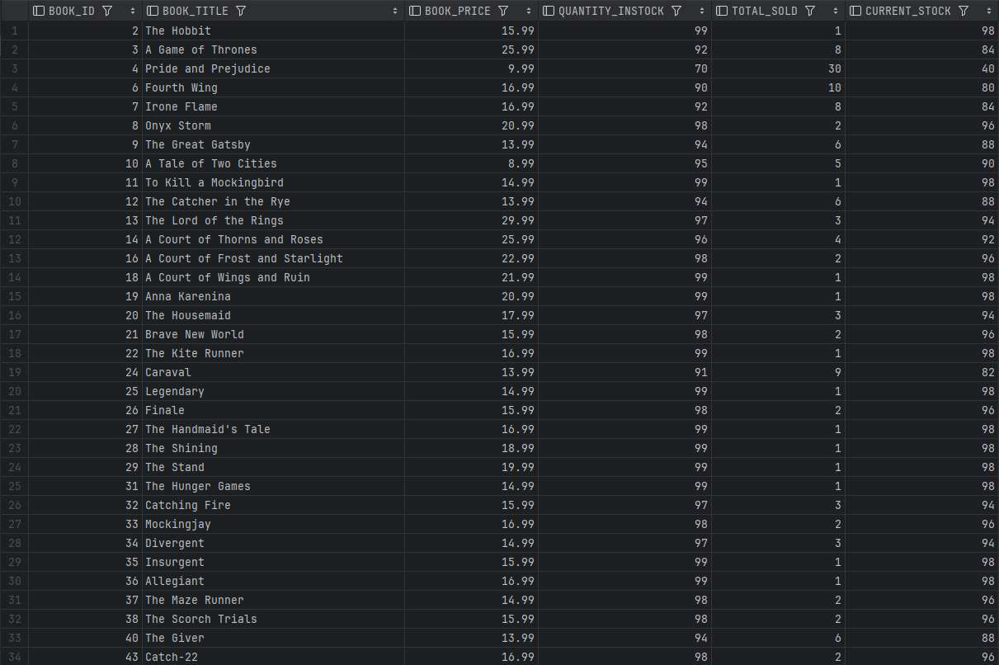 BOOK_ID BOOK_TITLE BOOK_PRICE QUANTITY_INSTOCK TOTAL_SOLD CURRENT_STOCK
1 2 The Hobbit 15.99 99 1 98
2 3 A Game of Thrones 25.99 92 8 84
3 4 Pride and Prejudice 9.99 70 30 40
4 6 Fourth Wing 16.99 90 10 80
5 7 Irone Flame 16.99 92 8 84
6 8 Onyx Storm 20.99 98 2 96
7 9 The Great Gatsby 13.99 94 6 88
8 10 A Tale of Two Cities 8.99 95 5 90
9 11 To Kill a Mockingbird 14.99 99 1 98
10 12 The Catcher in the Rye 13.99 94 6 88
11 13 The Lord of the Rings 29.99 97 3 94
12 14 A Court of Thorns and Roses 25.99 96 4 92
13 16 A Court of Frost and Starlight 22.99 98 2 96
14 18 A Court of Wings and Ruin 21.99 99 1 98
15 19 Anna Karenina 20.99 99 1 98
16 20 The Housemaid 17.99 97 3 94
17 21 Brave New World 15.99 98 2 96
18 22 The Kite Runner 16.99 99 1 98
19 24 Caraval 13.99 91 9 82
20 25 Legendary 14.99 99 1 98
21 26 Finale 15.99 98 2 96
22 27 The Handmaid's Tale 16.99 99 1 98
23 28 The Shining 18.99 99 1 98
24 29 The Stand 19.99 99 1 98
25 31 The Hunger Games 14.99 99 1 98
26 32 Catching Fire 15.99 97 3 94
27 33 Mockingjay 16.99 98 2 96
28 34 Divergent 14.99 97 3 94
29 35 Insurgent 15.99 99 1 98
30 36 Allegiant 16.99 99 1 98
31 37 The Maze Runner 14.99 98 2 96
32 38 The Scorch Trials 15.99 98 2 96
33 40 The Giver 13.99 94 6 88
34 43 Catch-22 16.99 98 2 96